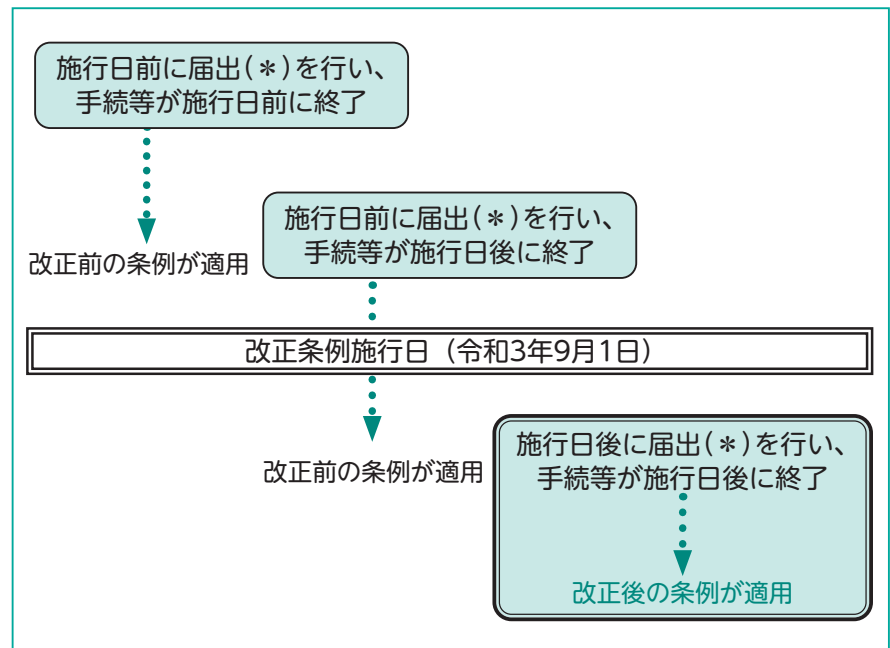 施行日前に届出(＊)を行い、
手続等が施行日前に終了
改正前の条例が適用
施行日前に届出(＊)を行い、
手続等が施行日後に終了
改正条例施行日（令和3年9月1日）
改正前の条例が適用
施行日後に届出(＊)を行い、
手続等が施行日後に終了
改正後の条例が適用